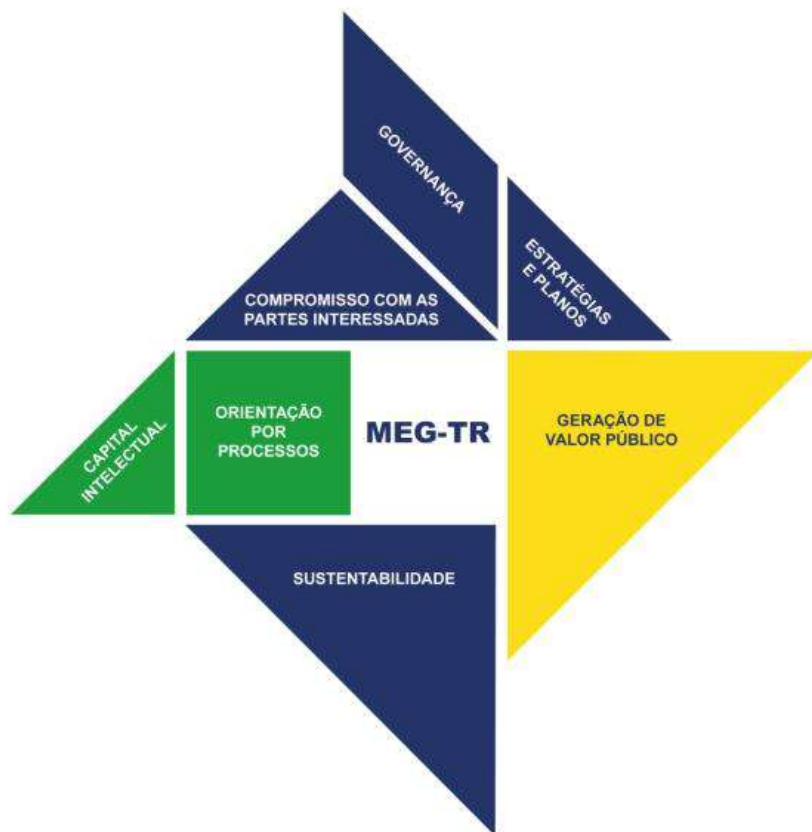 GOVERNANÇA
ESTRATÉGIAS
E PLANOS
COMPROMISSO COM AS
PARTES INTERESSADAS
CAPITAL
INTELECTUAL
ORIENTAÇÃO
POR
PROCESSOS
MEG-TR
GERAÇÃO DE
VALOR PÚBLICO
SUSTENTABILIDADE